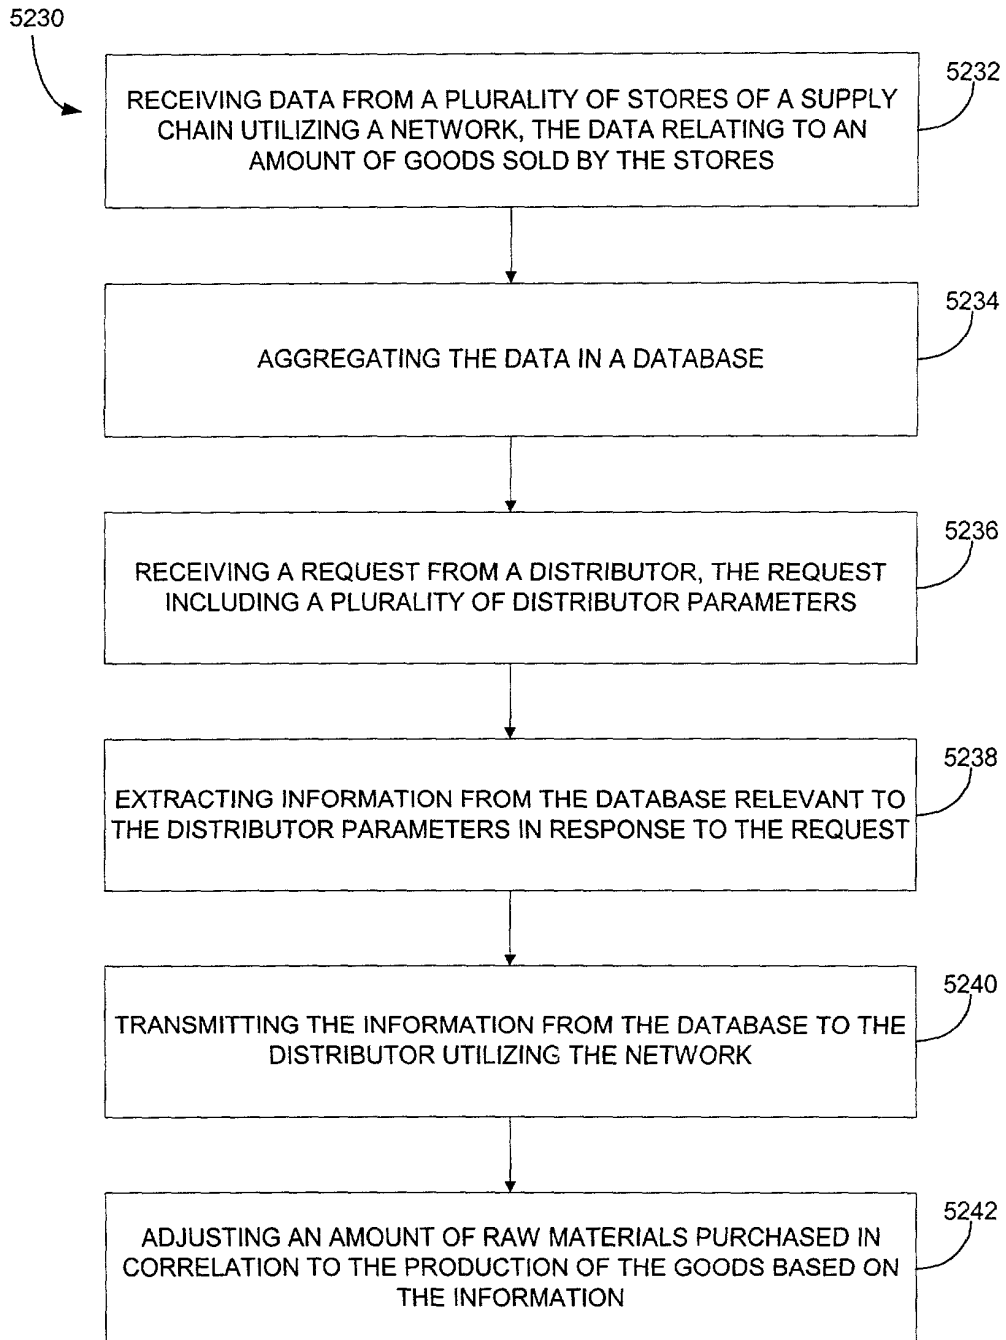 5230
5232
RECEIVING DATA FROM A PLURALITY OF STORES OF A SUPPLY
CHAIN UTILIZING A NETWORK, THE DATA RELATING TO AN
AMOUNT OF GOODS SOLD BY THE STORES
5234
AGGREGATING THE DATA IN A DATABASE
5236
RECEIVING A REQUEST FROM A DISTRIBUTOR, THE REQUEST
INCLUDING A PLURALITY OF DISTRIBUTOR PARAMETERS
5238
EXTRACTING INFORMATION FROM THE DATABASE RELEVANT TO
THE DISTRIBUTOR PARAMETERS IN RESPONSE TO THE REQUEST
5240
TRANSMITTING THE INFORMATION FROM THE DATABASE TO THE
DISTRIBUTOR UTILIZING THE NETWORK
5242
ADJUSTING AN AMOUNT OF RAW MATERIALS PURCHASED IN
CORRELATION TO THE PRODUCTION OF THE GOODS BASED ON
THE INFORMATION